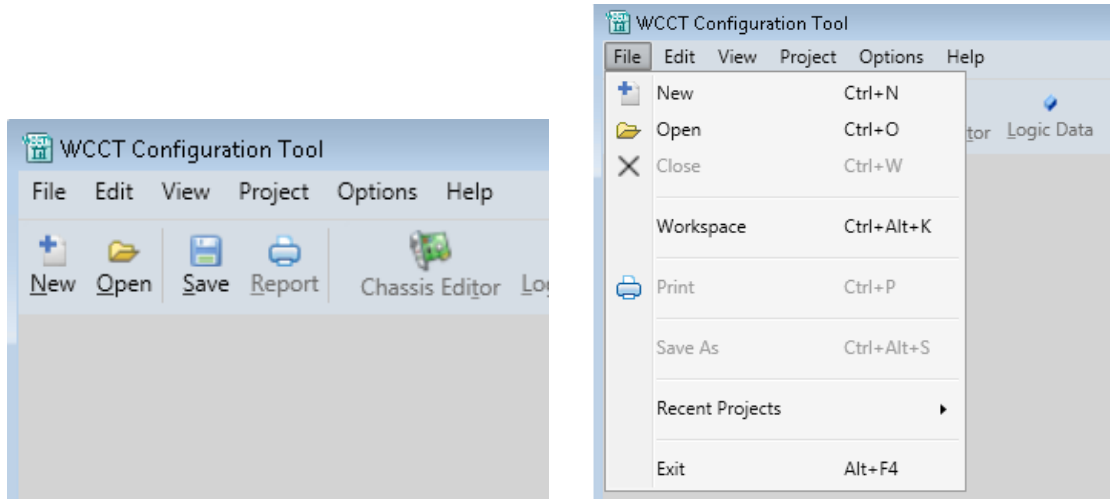 WCCT Configuration Tool
File Edit View Project Options Help
New Open Save Report Chassis Editor
WCCT Configuration Tool
File Edit View Project Options Help
Logic Data
New Ctrl+N
Open Ctrl+O
Close Ctrl+W
Workspace Ctrl+Alt+K
Print Ctrl+P
Save As Ctrl+Alt+S
Recent Projects
Exit Alt+F4